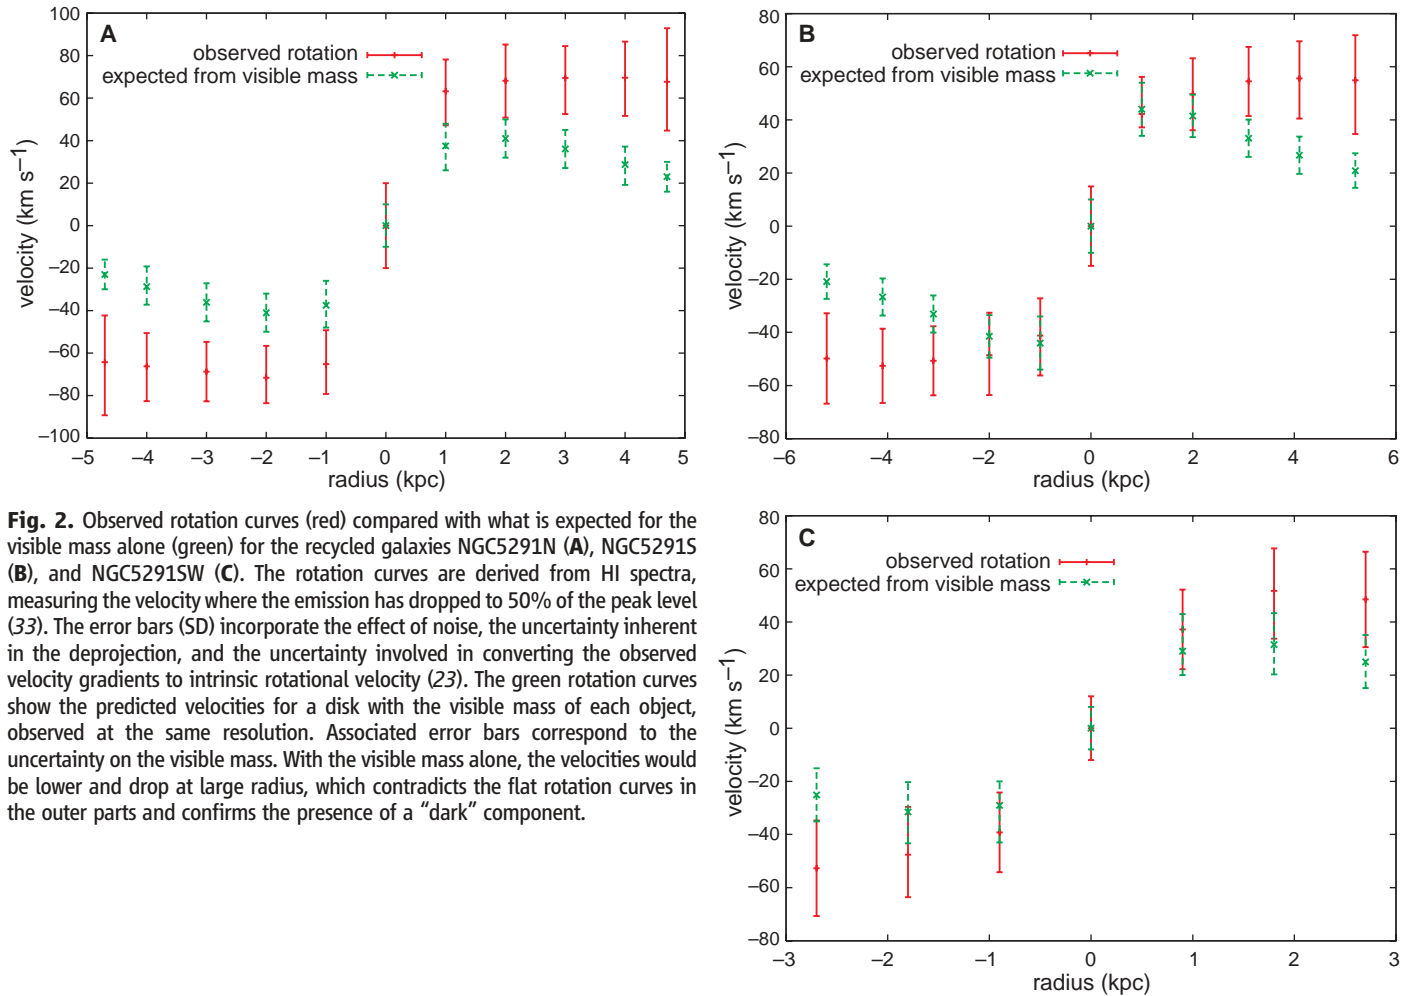 A
observed rotation
expected from visible mass
velocity (km s–1)
100
80
60
40
20
0
–20
–40
–60
–80
–100
–5
–4
–3
–2
–1
0
1
2
3
4
5
radius (kpc)
B
observed rotation
expected from visible mass
velocity (km s–1)
80
60
40
20
0
–20
–40
–60
–80
–6
–4
–2
0
2
4
6
radius (kpc)
Fig. 2. Observed rotation curves (red) compared with what is expected for the
visible mass alone (green) for the recycled galaxies NGC5291N (A), NGC5291S
(B), and NGC5291SW (C). The rotation curves are derived from HI spectra,
measuring the velocity where the emission has dropped to 50% of the peak level
(33). The error bars (SD) incorporate the effect of noise, the uncertainty inherent
in the deprojection, and the uncertainty involved in converting the observed
velocity gradients to intrinsic rotational velocity (23). The green rotation curves
show the predicted velocities for a disk with the visible mass of each object,
observed at the same resolution. Associated error bars correspond to the
uncertainty on the visible mass. With the visible mass alone, the velocities would
be lower and drop at large radius, which contradicts the flat rotation curves in
the outer parts and confirms the presence of a “dark” component.
C
observed rotation
expected from visible mass
velocity (km s–1)
80
60
40
20
0
–20
–40
–60
–80
–3
–2
–1
0
1
2
3
radius (kpc)